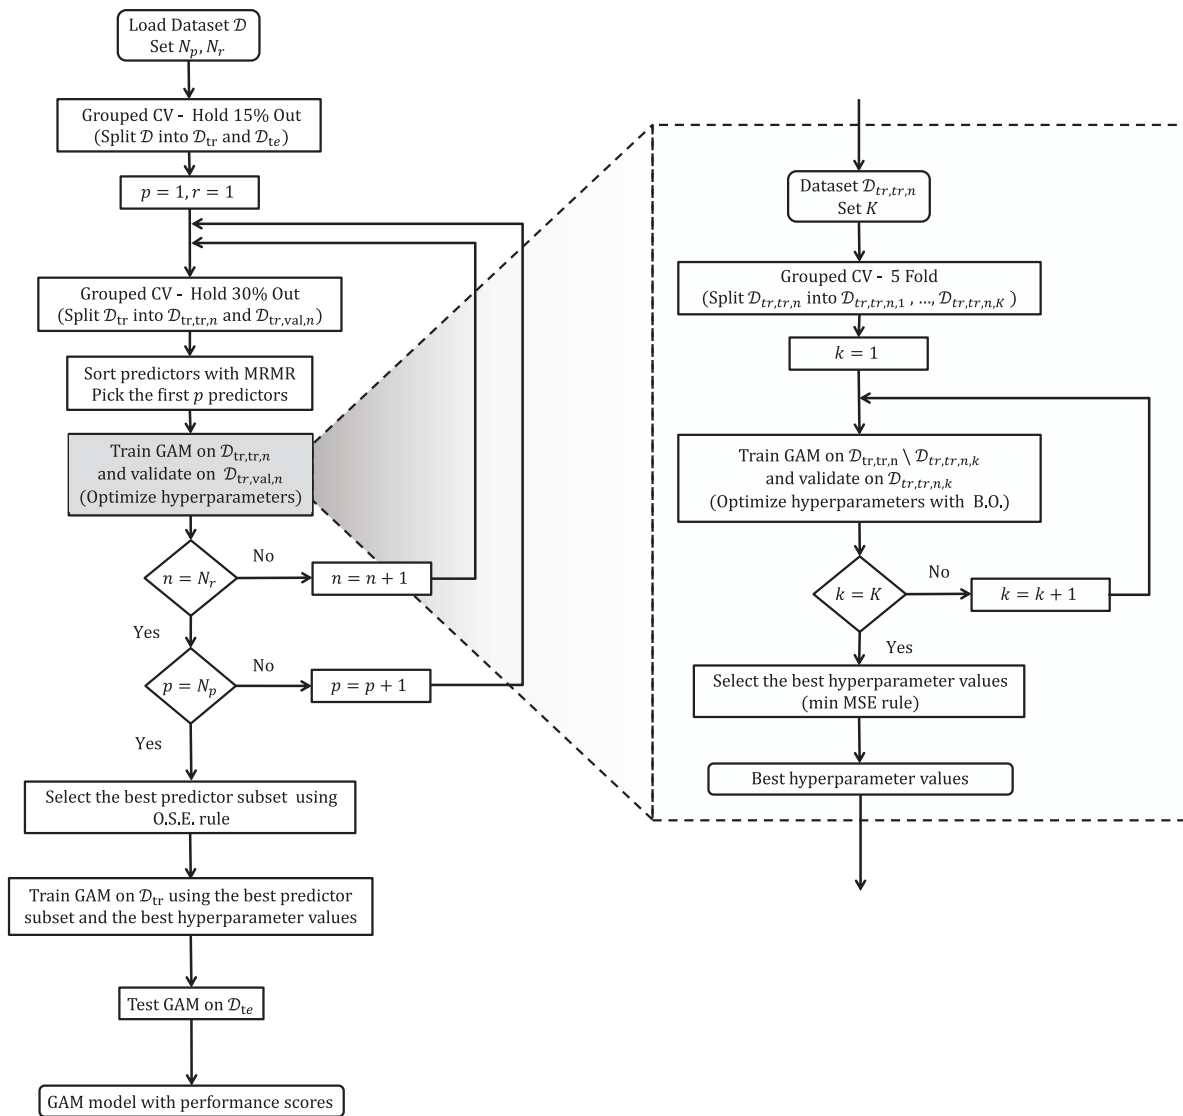 Load Dataset 𝒟
Set N_p, N_r
Grouped CV - Hold 15% Out
(Split 𝒟 into 𝒟_tr and 𝒟_te)
p = 1, r = 1
Grouped CV - Hold 30% Out
(Split 𝒟_tr into 𝒟_tr,tr,n and 𝒟_tr,val,n)
Sort predictors with MRMR
Pick the first p predictors
Train GAM on 𝒟_tr,tr,n
and validate on 𝒟_tr,val,n
(Optimize hyperparameters)
n = N_r
No
n = n + 1
Yes
p = N_p
No
p = p + 1
Yes
Select the best predictor subset using
O.S.E. rule
Train GAM on 𝒟_tr using the best predictor
subset and the best hyperparameter values
Test GAM on 𝒟_te
GAM model with performance scores
Dataset 𝒟_tr,tr,n
Set K
Grouped CV - 5 Fold
(Split 𝒟_tr,tr,n into 𝒟_tr,tr,n,1 , ..., 𝒟_tr,tr,n,K )
k = 1
Train GAM on 𝒟_tr,tr,n \ 𝒟_tr,tr,n,k
and validate on 𝒟_tr,tr,n,k
(Optimize hyperparameters with B.O.)
k = K
No
k = k + 1
Yes
Select the best hyperparameter values
(min MSE rule)
Best hyperparameter values